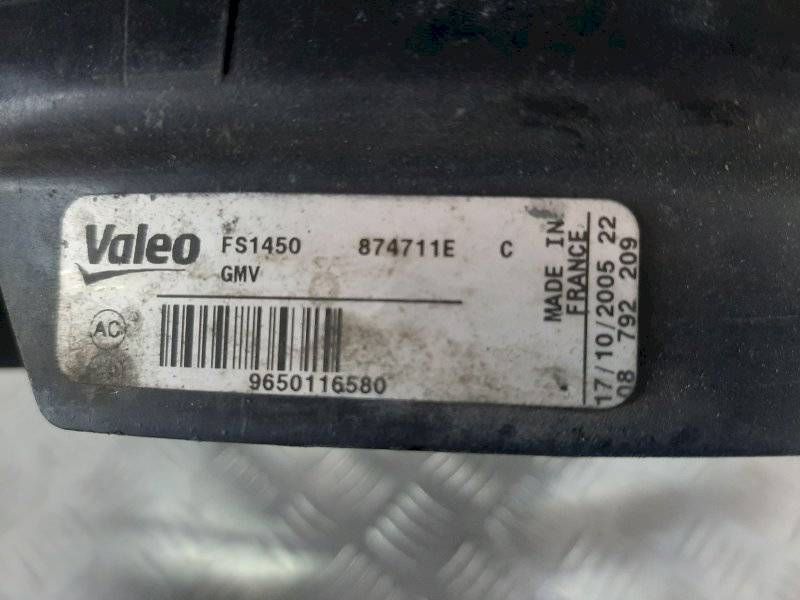 Valeo FS1450 874711E C
GMV
AC
9650116580
MADE IN
FRANCE
17/10/2005 22
08 792 209